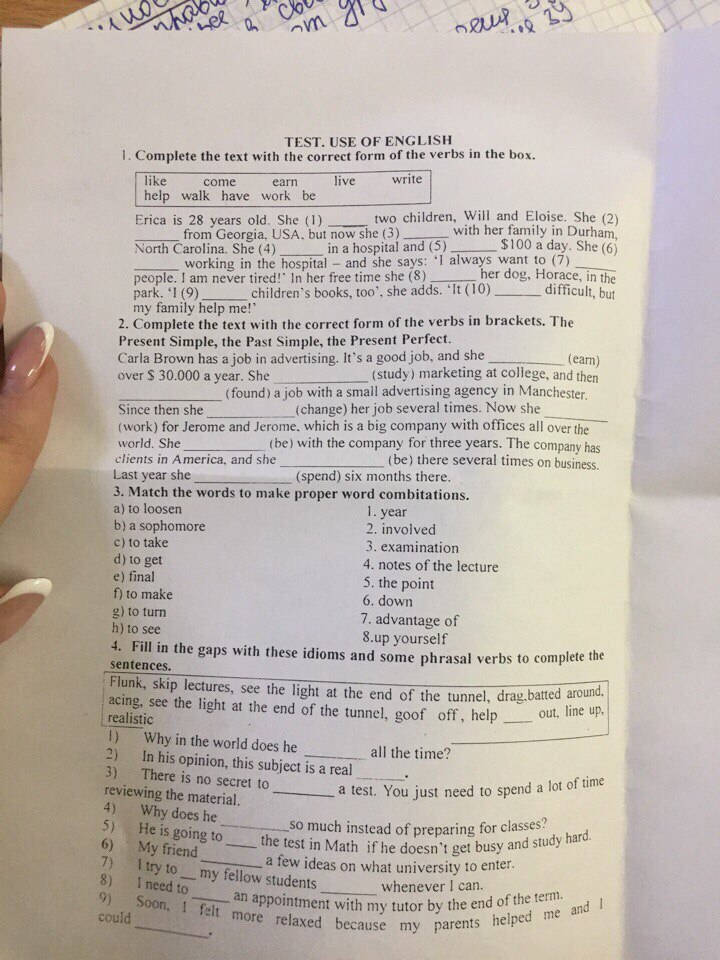 TEST. USE OF ENGLISH
1. Complete the text with the correct form of the verbs in the box.
like come earn live write
help walk have work be
Erica is 28 years old. She (1) _____ two children, Will and Eloise. She (2)
_____ from Georgia, USA, but now she (3) _____ with her family in Durham,
North Carolina. She (4) _____ in a hospital and (5) _____ $100 a day. She (6)
_____ working in the hospital – and she says: ‘I always want to (7) _____
people. I am never tired!’ In her free time she (8) _____ her dog, Horace, in the
park. ‘I (9) _____ children’s books, too’, she adds. ‘It (10) _____ difficult, but
my family help me!’
2. Complete the text with the correct form of the verbs in brackets. The
Present Simple, the Past Simple, the Present Perfect.
Carla Brown has a job in advertising. It’s a good job, and she _____ (earn)
over $ 30.000 a year. She _____ (study) marketing at college, and then
_____ (found) a job with a small advertising agency in Manchester.
Since then she _____ (change) her job several times. Now she _____
(work) for Jerome and Jerome, which is a big company with offices all over the
world. She _____ (be) with the company for three years. The company has
clients in America, and she _____ (be) there several times on business.
Last year she _____ (spend) six months there.
3. Match the words to make proper word combitations.
a) to loosen 1. year
b) a sophomore 2. involved
c) to take 3. examination
d) to get 4. notes of the lecture
e) final 5. the point
f) to make 6. down
g) to turn 7. advantage of
h) to see 8.up yourself
4. Fill in the gaps with these idioms and some phrasal verbs to complete the
sentences.
Flunk, skip lectures, see the light at the end of the tunnel, drag.batted around,
acing, see the light at the end of the tunnel, goof off, help ____ out, line up,
realistic
1) Why in the world does he _____ all the time?
2) In his opinion, this subject is a real _____.
3) There is no secret to _____ a test. You just need to spend a lot of time
reviewing the material.
4) Why does he _____ so much instead of preparing for classes?
5) He is going to ____ the test in Math if he doesn’t get busy and study hard.
6) My friend _____ a few ideas on what university to enter.
7) I try to __ my fellow students _____ whenever I can.
8) I need to ____ an appointment with my tutor by the end of the term.
9) Soon, I felt more relaxed because my parents helped me and I
could _____.